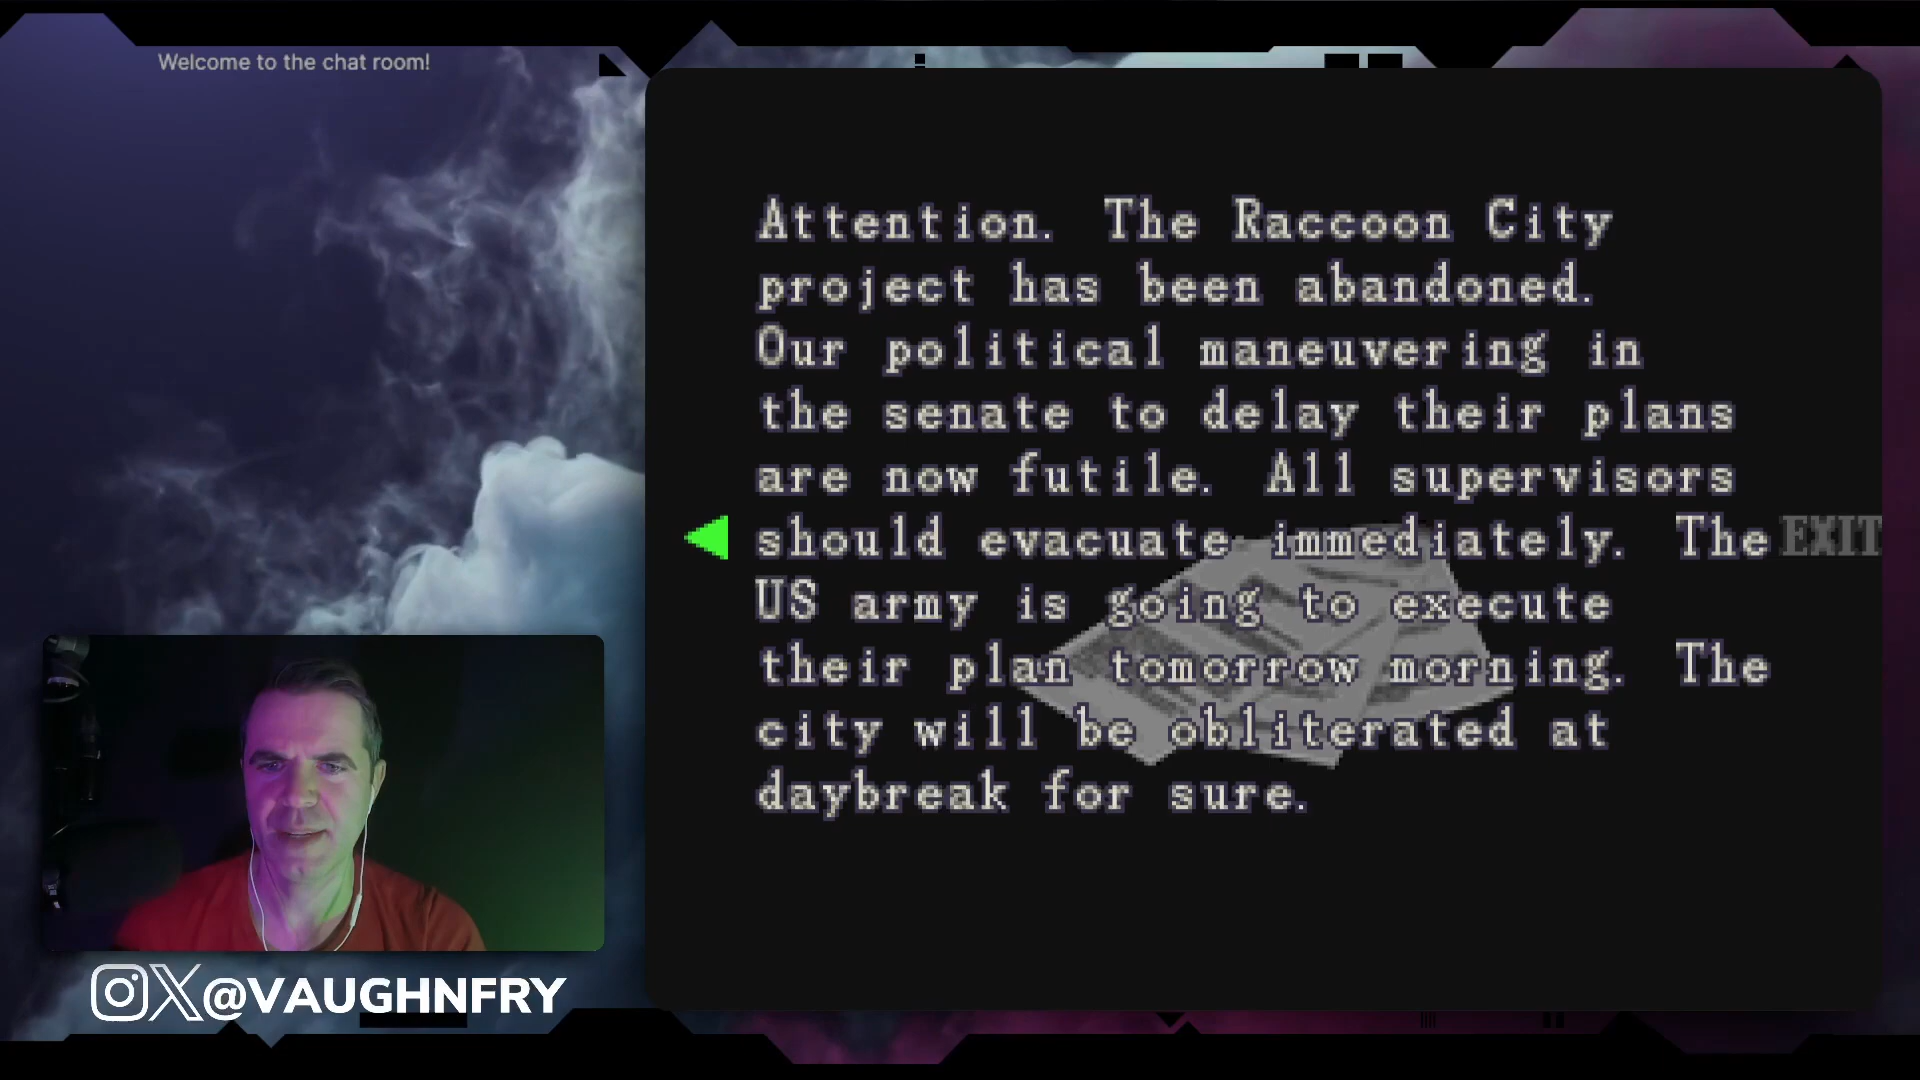 Welcome to the chat room!
Attention. The Raccoon City
project has been abandoned.
Our political maneuvering in
the senate to delay their plans
are now futile. All supervisors
should evacuate immediately. The
EXIT
US army is going to execute
their plan tomorrow morning. The
city will be obliterated at
daybreak for sure.
@VAUGHNFRY